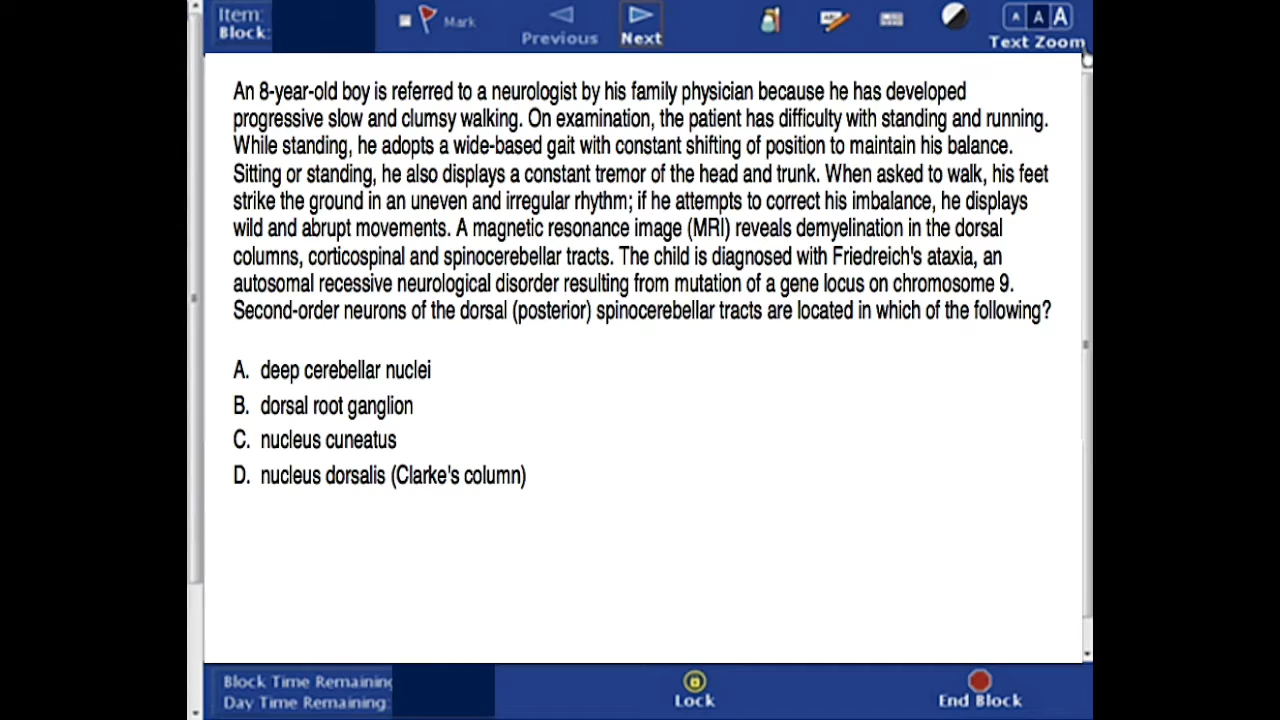 Item:
Block:
Mark
Previous
Next
A A A
Text Zoom
An 8-year-old boy is referred to a neurologist by his family physician because he has developed
progressive slow and clumsy walking. On examination, the patient has difficulty with standing and running.
While standing, he adopts a wide-based gait with constant shifting of position to maintain his balance.
Sitting or standing, he also displays a constant tremor of the head and trunk. When asked to walk, his feet
strike the ground in an uneven and irregular rhythm; if he attempts to correct his imbalance, he displays
wild and abrupt movements. A magnetic resonance image (MRI) reveals demyelination in the dorsal
columns, corticospinal and spinocerebellar tracts. The child is diagnosed with Friedreich's ataxia, an
autosomal recessive neurological disorder resulting from mutation of a gene locus on chromosome 9.
Second-order neurons of the dorsal (posterior) spinocerebellar tracts are located in which of the following?
A. deep cerebellar nuclei
B. dorsal root ganglion
C. nucleus cuneatus
D. nucleus dorsalis (Clarke's column)
Block Time Remaining
Day Time Remaining:
Lock
End Block